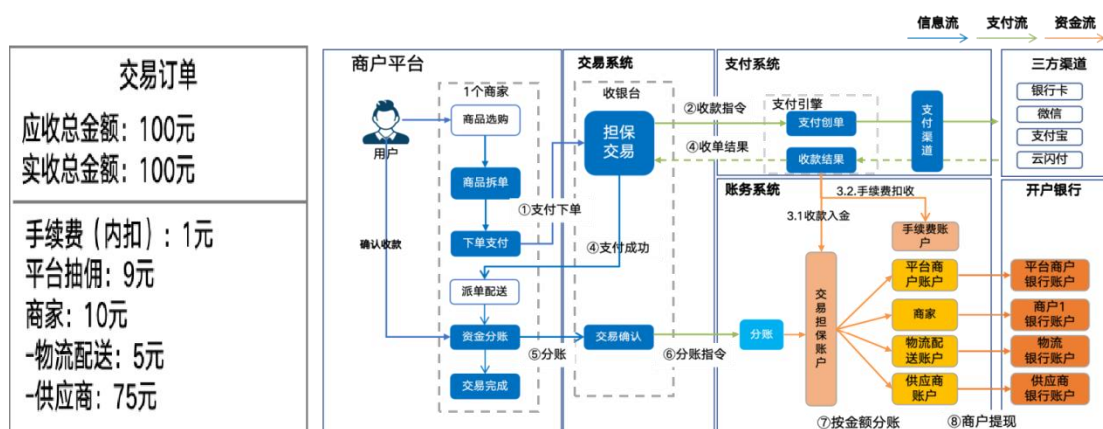 信息流
支付流
资金流
交易订单
应收总金额：100元
实收总金额：100元
手续费（内扣）：1元
平台抽佣：9元
商家：10元
-物流配送：5元
-供应商：75元
商户平台
1个商家
用户
商品选购
商品拆单
下单支付
派单配送
资金分账
交易完成
确认收款
①支付下单
④支付成功
⑤分账
交易系统
收银台
担保
交易
交易确认
②收款指令
④收单结果
⑥分账指令
支付系统
支付引擎
支付创单
收款结果
支付渠道
三方渠道
银行卡
微信
支付宝
云闪付
账务系统
3.2.手续费扣收
3.1收款入金
手续费账
户
分账
交易担保账户
平台商
户账户
商家
物流配
送账户
供应商
账户
⑦按金额分账
⑧商户提现
开户银行
平台商户
银行账户
商户1
银行账户
物流
银行账户
供应商
银行账户